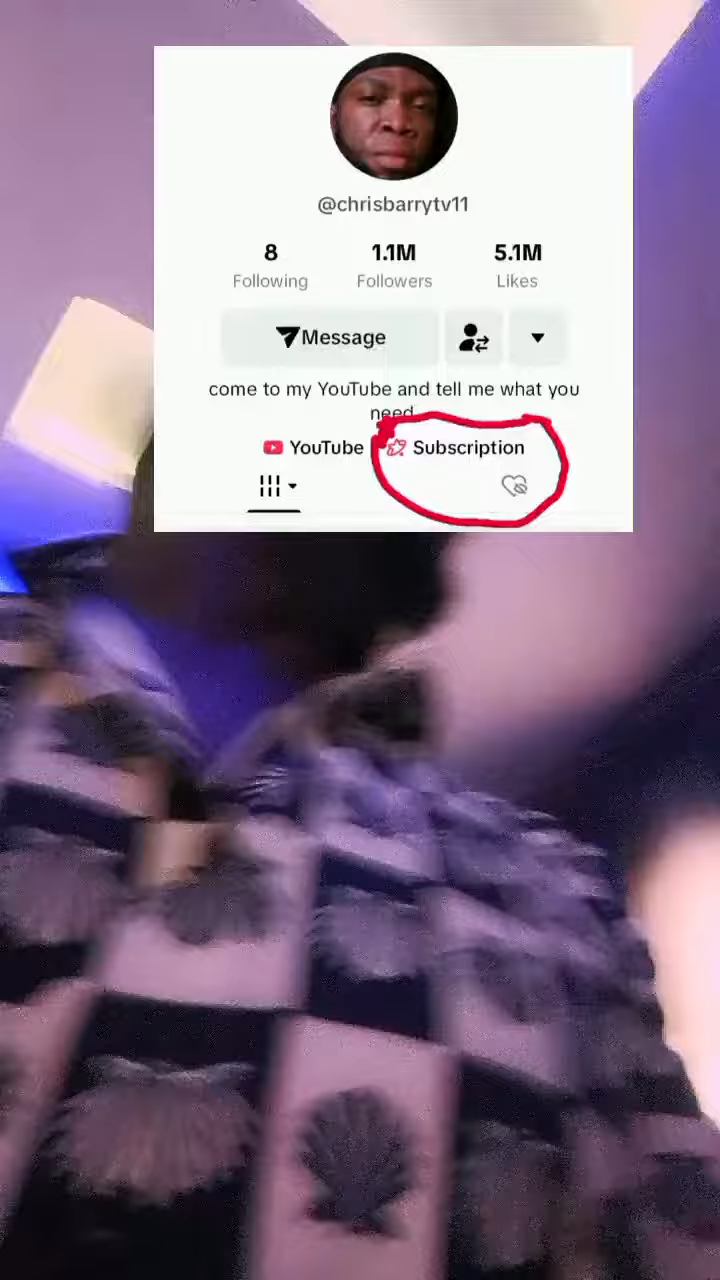 @chrisbarrytv11
8 1.1M 5.1M
Following Followers Likes
Message
come to my YouTube and tell me what you
need
YouTube Subscription